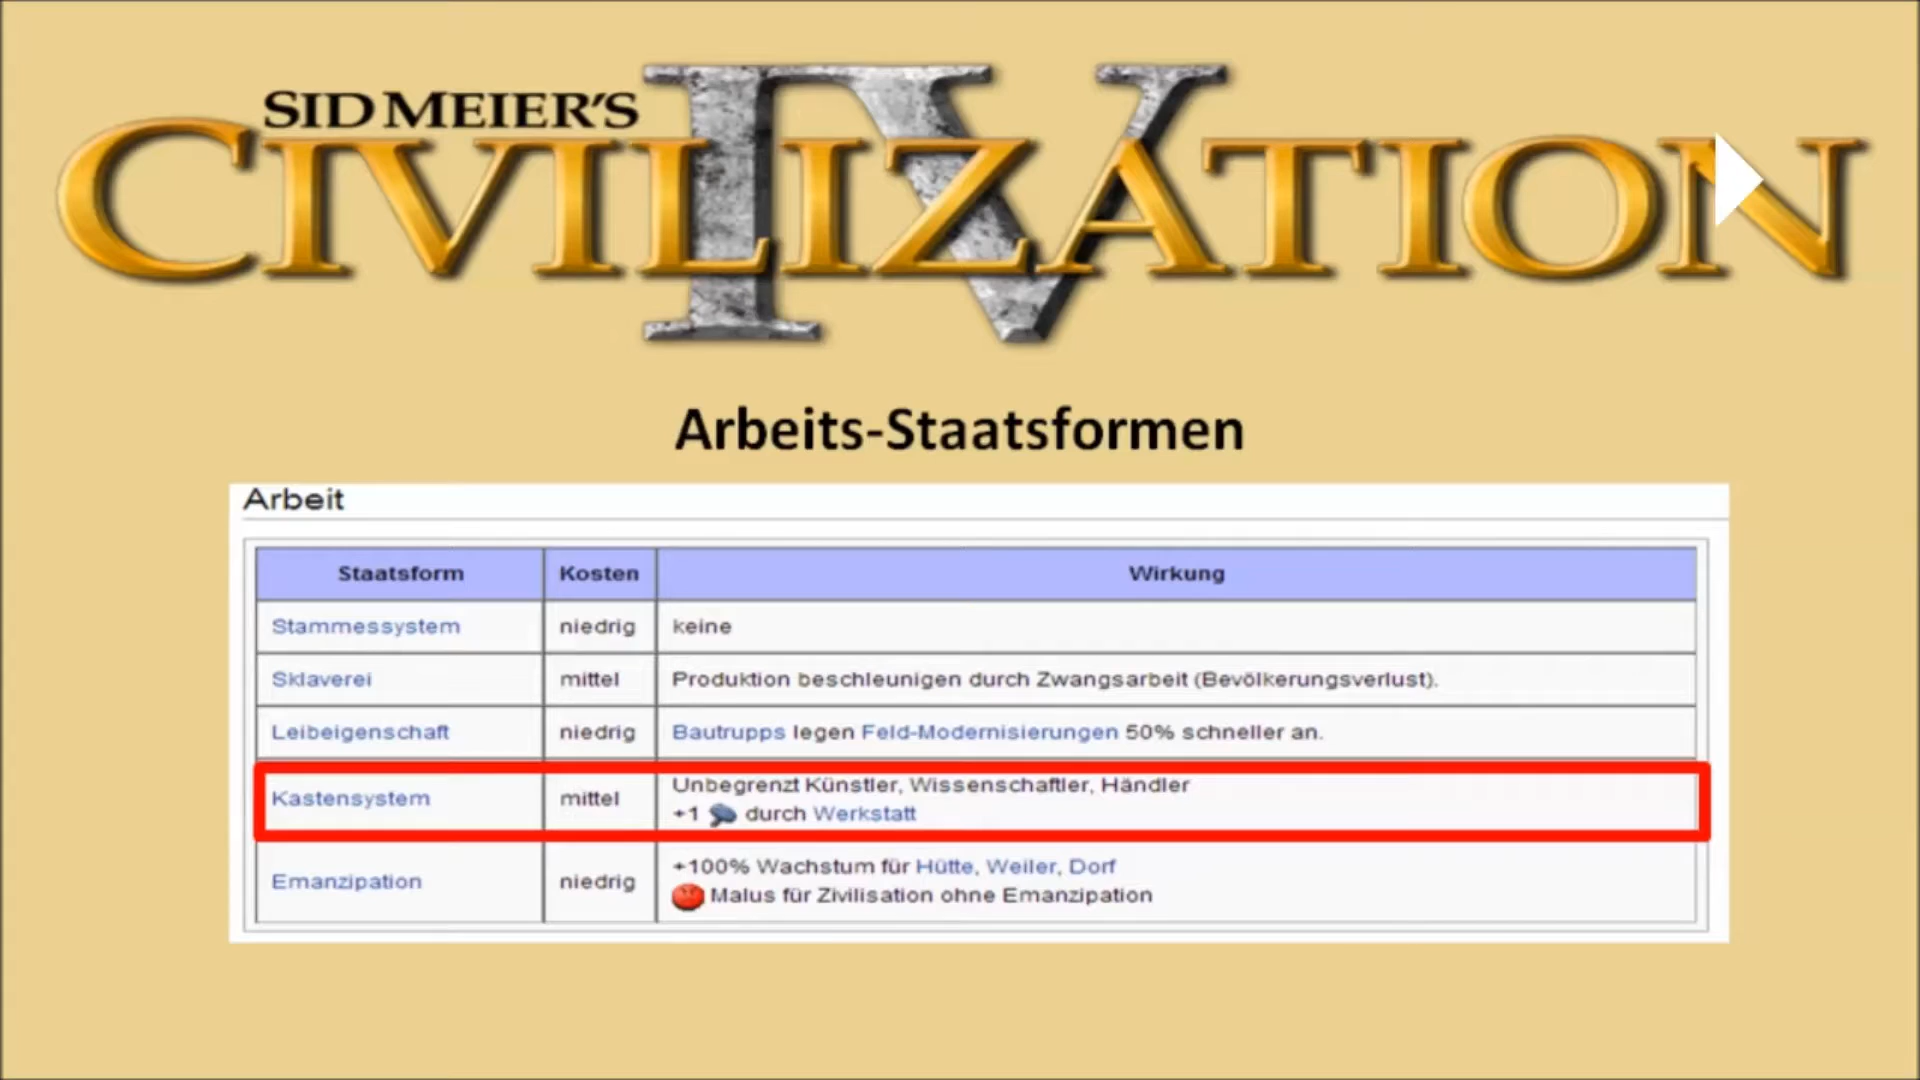 SID MEIER'S
IV
CIVILIZATION
Arbeits-Staatsformen
Arbeit
Staatsform Kosten Wirkung
Stammessystem niedrig keine
Sklaverei mittel Produktion beschleunigen durch Zwangsarbeit (Bevölkerungsverlust).
Leibeigenschaft niedrig Bautrupps legen Feld-Modernisierungen 50% schneller an.
Kastensystem mittel Unbegrenzt Künstler, Wissenschaftler, Händler
+1 durch Werkstatt
Emanzipation niedrig +100% Wachstum für Hütte, Weiler, Dorf
Malus für Zivilisation ohne Emanzipation